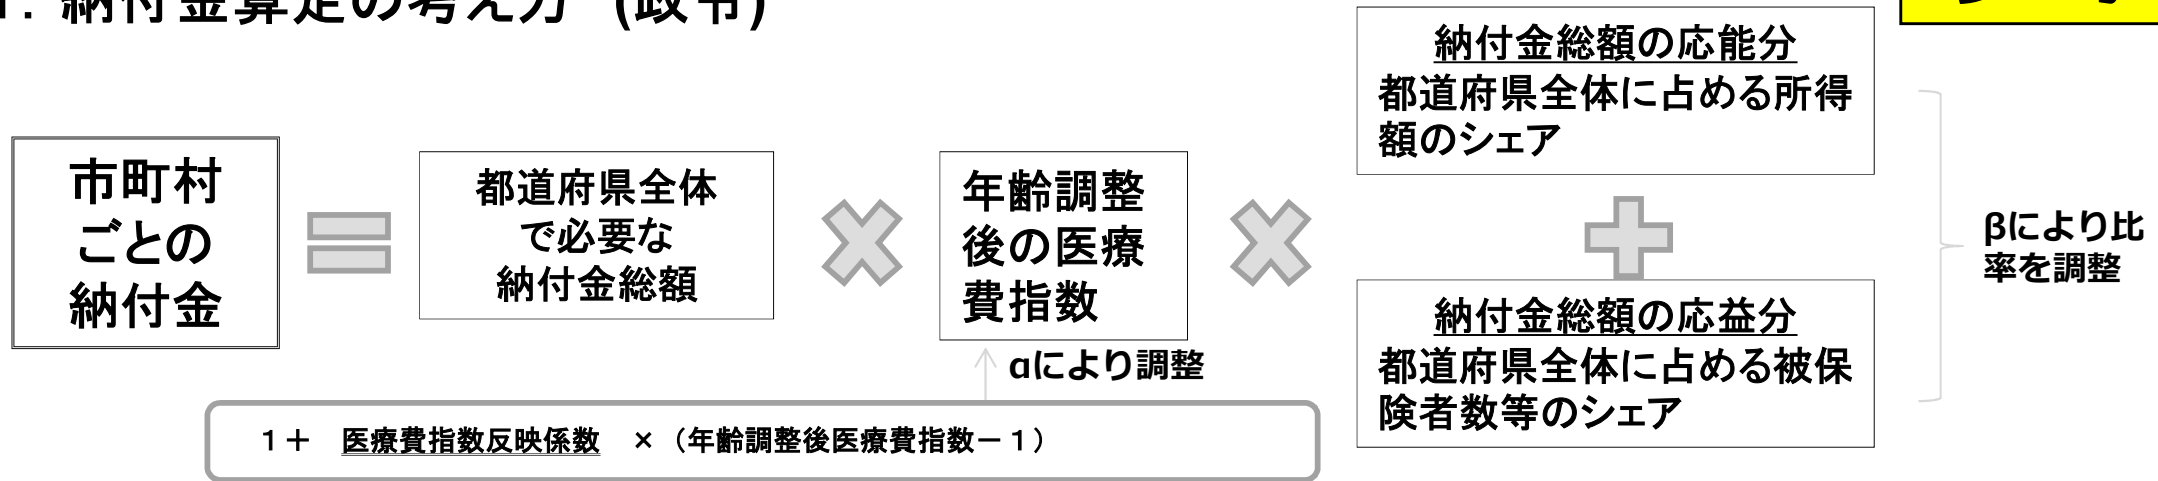 1. 納付金算定の考え方 (政令)
市町村
ごとの
納付金
都道府県全体
で必要な
納付金総額
年齢調整
後の医療
費指数
納付金総額の応能分
都道府県全体に占める所得
額のシェア
納付金総額の応益分
都道府県全体に占める被保
険者数等のシェア
βにより比
率を調整
αにより調整
1＋ 医療費指数反映係数 ×（年齢調整後医療費指数－1）